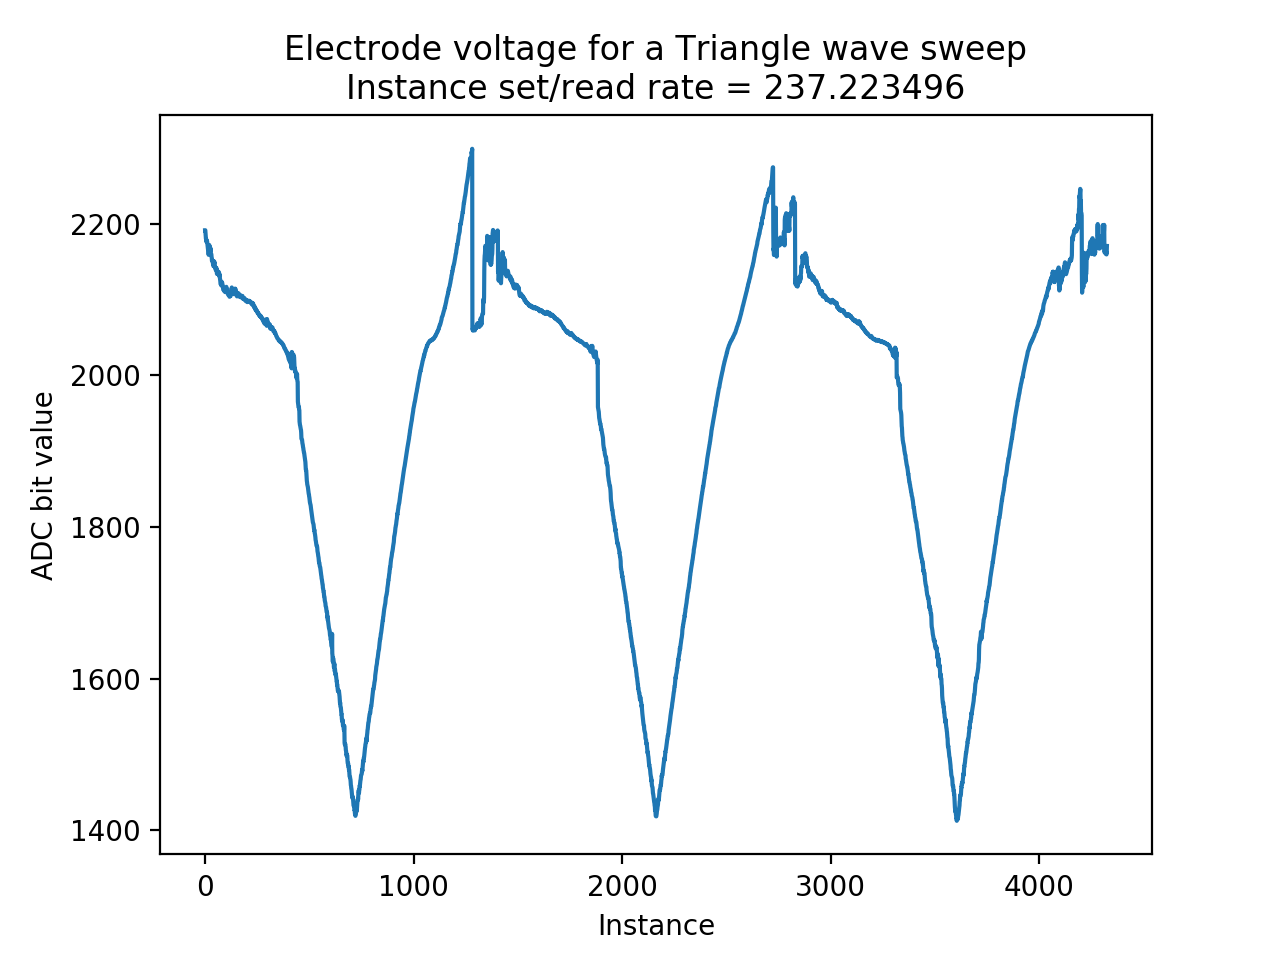 Electrode voltage for a Triangle wave sweep
Instance set/read rate = 237.223496
2200
2000
1800
1600
1400
ADC bit value
0 1000 2000 3000 4000
Instance